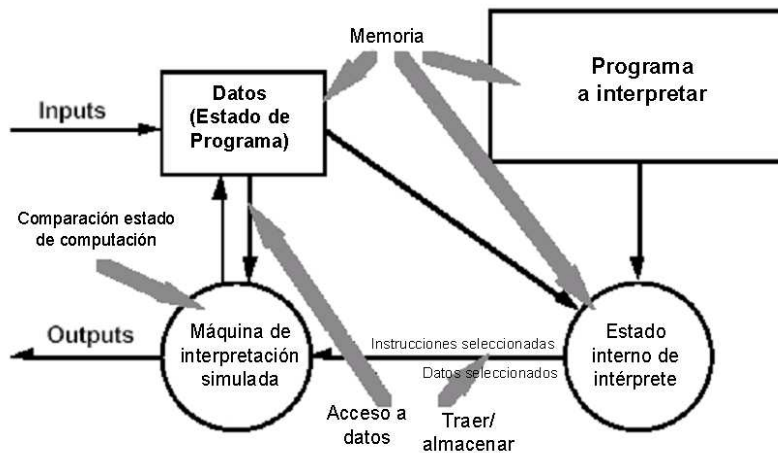 Memoria
Programa
a interpretar
Datos
(Estado de
Programa)
Inputs
Comparación estado
de computación
Outputs
Máquina de
interpretación
simulada
Instrucciones seleccionadas
Datos seleccionados
Estado
interno de
intérprete
Acceso a
datos
Traer/
almacenar